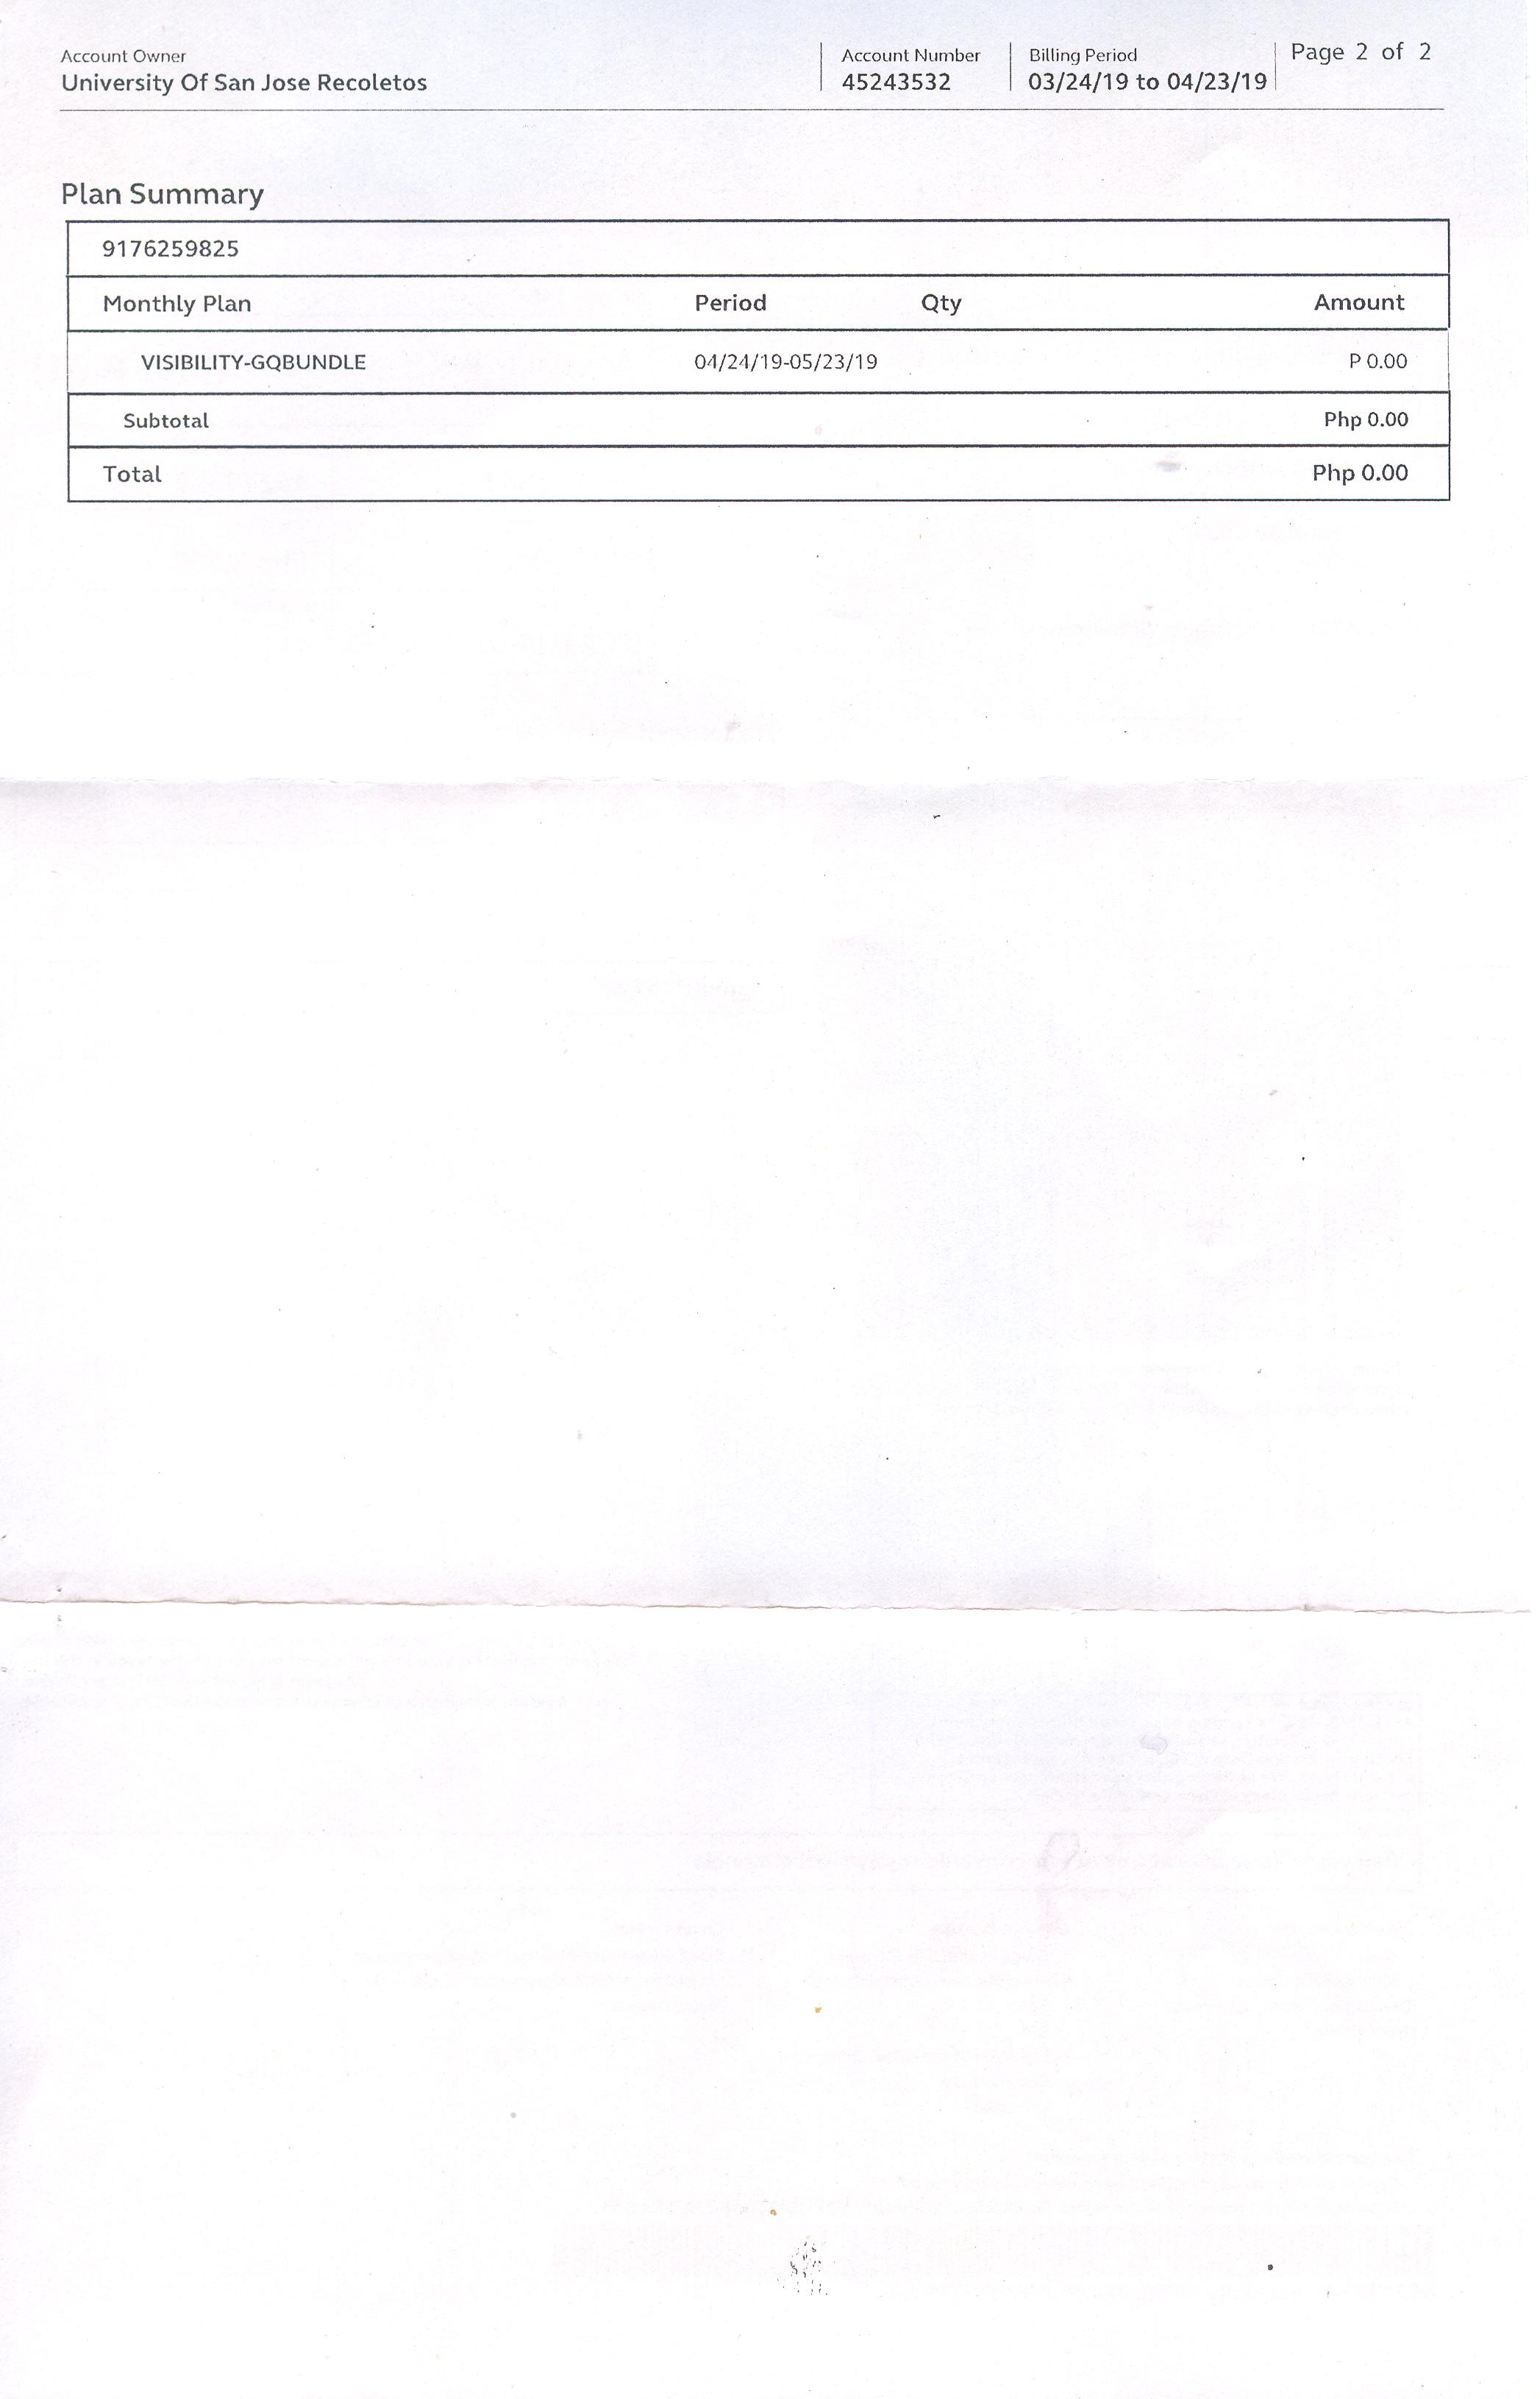 Account Owner
University Of San Jose Recoletos
Account Number
45243532
Billing Period
03/24/19 to 04/23/19
Page 2 of 2
Plan Summary
9176259825
Monthly Plan Period Qty Amount
VISIBILITY-GQBUNDLE 04/24/19-05/23/19 P 0.00
Subtotal Php 0.00
Total Php 0.00